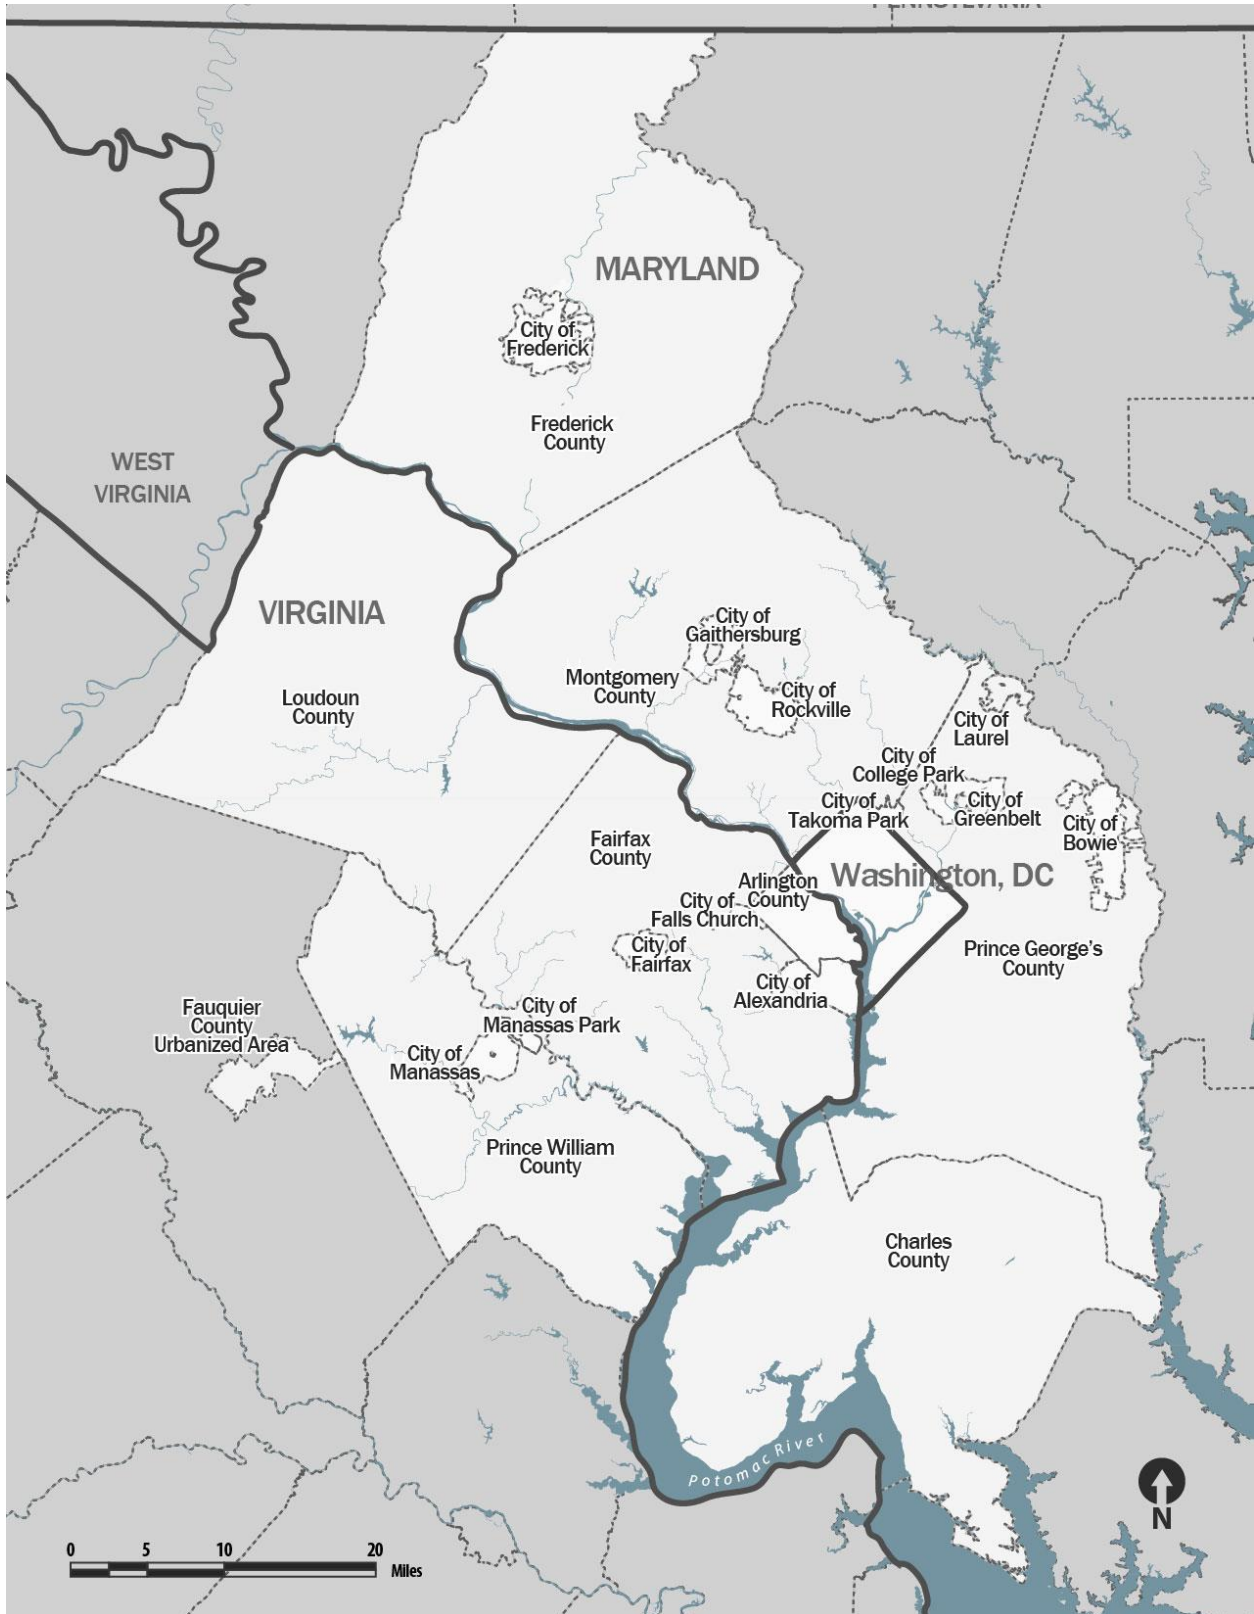 PENNSYLVANIA
MARYLAND
City of
Frederick
Frederick
County
WEST
VIRGINIA
VIRGINIA
Loudoun
County
City of
Gaithersburg
Montgomery
County
City of
Rockville
City of
Laurel
City of
College Park
City of
Takoma Park
City of
Greenbelt
City of
Bowie
Fairfax
County
Washington, DC
Arlington
County
City of
Falls Church
City of
Fairfax
Prince George's
County
City of
Alexandria
Fauquier
County
Urbanized Area
City of
Manassas Park
City of
Manassas
Prince William
County
Charles
County
Potomac River
N
0 5 10 20
Miles